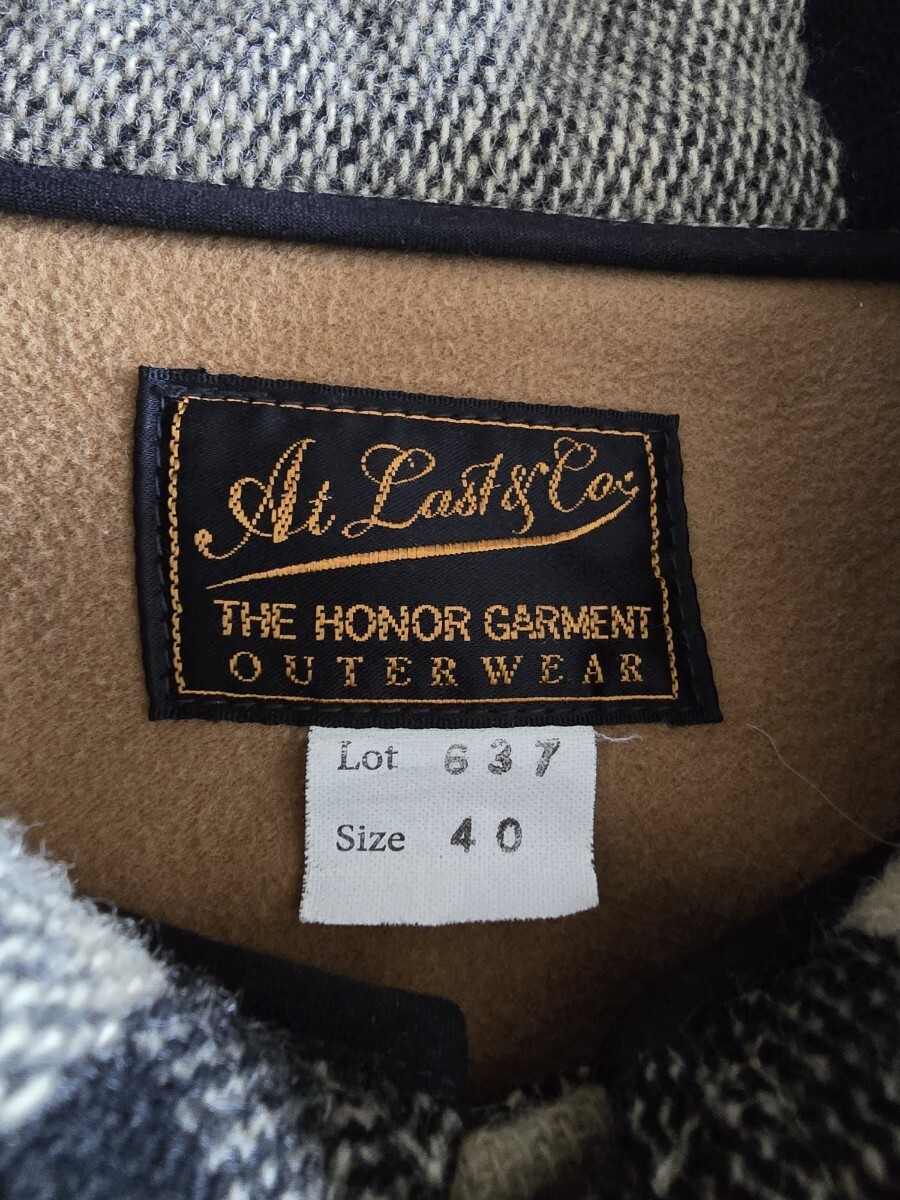 At Last & Co.
THE HONOR GARMENT
OUTERWEAR
Lot 637
Size 40